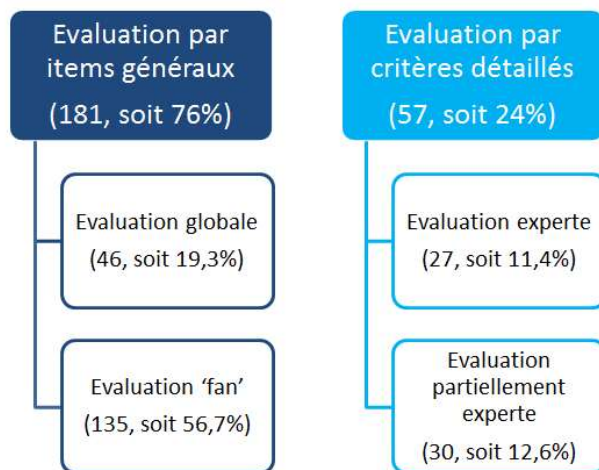 Evaluation par
items généraux
(181, soit 76%)
Evaluation globale
(46, soit 19,3%)
Evaluation ‘fan’
(135, soit 56,7%)
Evaluation par
critères détaillés
(57, soit 24%)
Evaluation experte
(27, soit 11,4%)
Evaluation
partiellement
experte
(30, soit 12,6%)